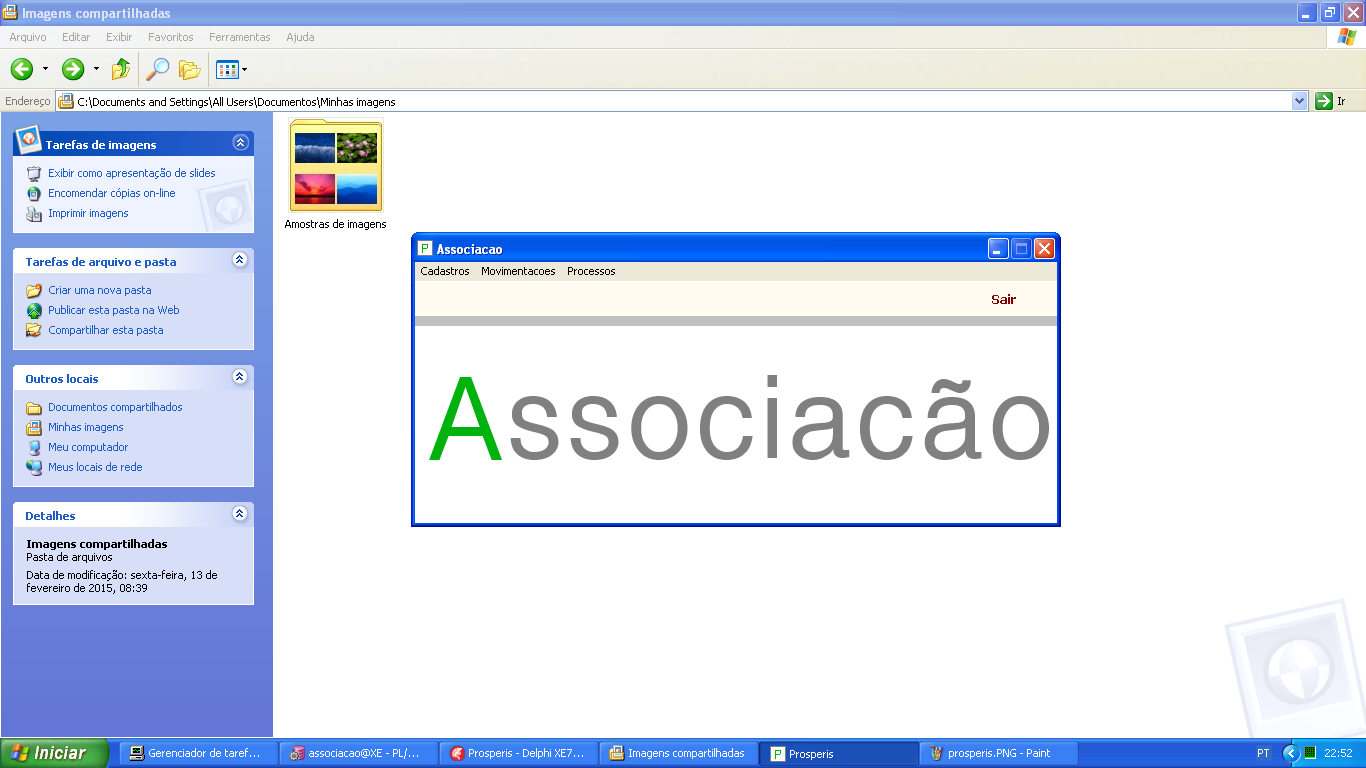 Imagens compartilhadas
Arquivo Editar Exibir Favoritos Ferramentas Ajuda
Endereço C:\Documents and Settings\All Users\Documentos\Minhas imagens Ir
Tarefas de imagens
Exibir como apresentação de slides
Encomendar cópias on-line
Imprimir imagens
Tarefas de arquivo e pasta
Criar uma nova pasta
Publicar esta pasta na Web
Compartilhar esta pasta
Outros locais
Documentos compartilhados
Minhas imagens
Meu computador
Meus locais de rede
Detalhes
Imagens compartilhadas
Pasta de arquivos
Data de modificação: sexta-feira, 13 de
fevereiro de 2015, 08:39
Amostras de imagens
P Associacao
Cadastros Movimentacoes Processos
Sair
Associacão
Iniciar Gerenciador de taref... associacao@XE - PL/... Prosperis - Delphi XE7... Imagens compartilhadas P Prosperis prosperis.PNG - Paint PT 22:52